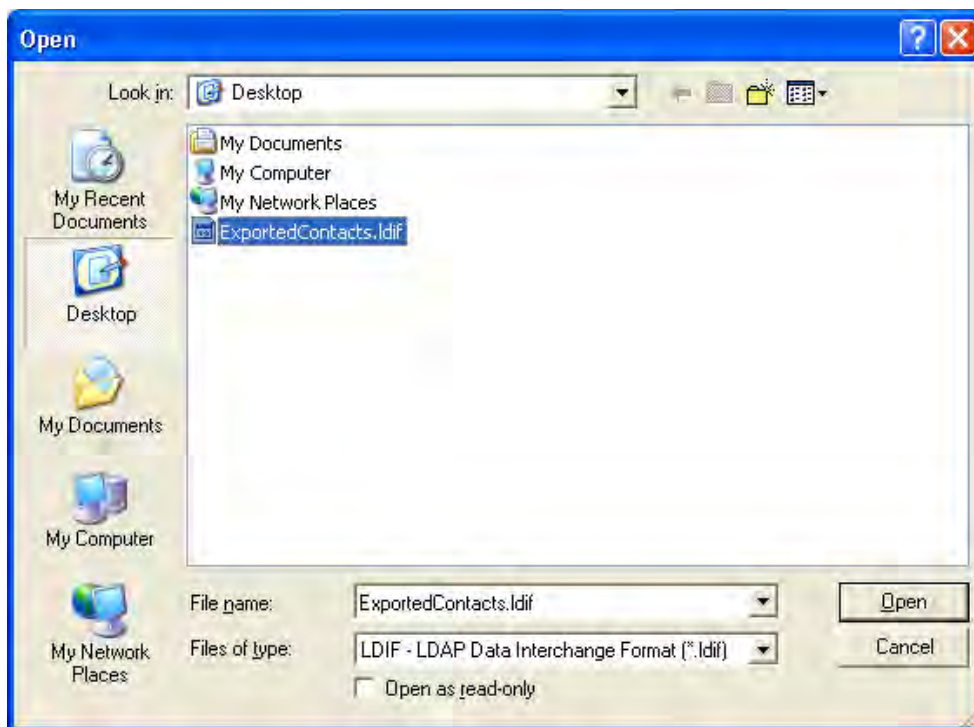 Open
Look in:
Desktop
My Documents
My Computer
My Network Places
ExportedContacts.ldif
My Recent
Documents
Desktop
My Documents
My Computer
My Network
Places
File name:
ExportedContacts.ldif
Open
Files of type:
LDIF - LDAP Data Interchange Format (*.ldif)
Cancel
Open as read-only